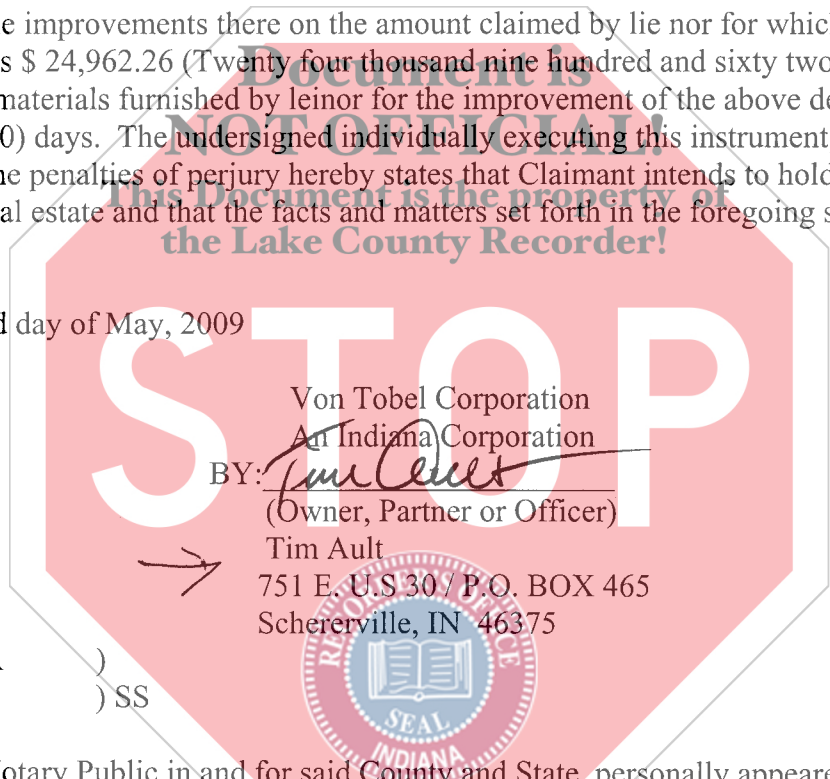 e improvements there on the amount claimed by lie nor for which
s $ 24,962.26 (Twenty four thousand nine hundred and sixty two
Document is
naterials furnished by leinor for the improvement of the above de
NOT OFFICIAL!
0) days. The undersigned individually executing this instrument
ne penalties of perjury hereby states that Claimant intends to hold
This Document is the property of
al estate and that the facts and matters set forth in the foregoing s
the Lake County Recorder!
d day of May, 2009
STOP
Von Tobel Corporation
An Indiana Corporation
BY: Tim Ault
(Owner, Partner or Officer)
Tim Ault
751 E. U.S 30 / P.O. BOX 465
Schererville, IN 46375
)
) SS
RECORDER'S OFFICE
SEAL
INDIANA
Notary Public in and for said County and State, personally appeare